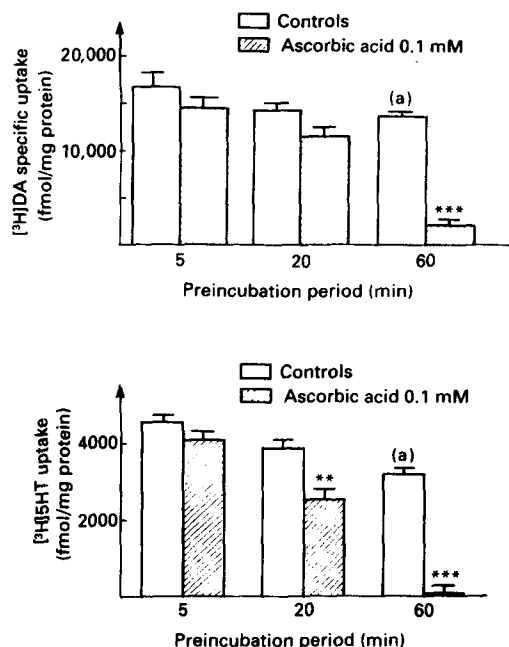 Controls
Ascorbic acid 0.1 mM
20,000
10,000
[³H]DA specific uptake
(fmol/mg protein)
(a)
***
5 20 60
Preincubation period (min)
Controls
Ascorbic acid 0.1 mM
4000
2000
[³H]5HT uptake
(fmol/mg protein)
**
(a)
***
5 20 60
Preincubation period (min)